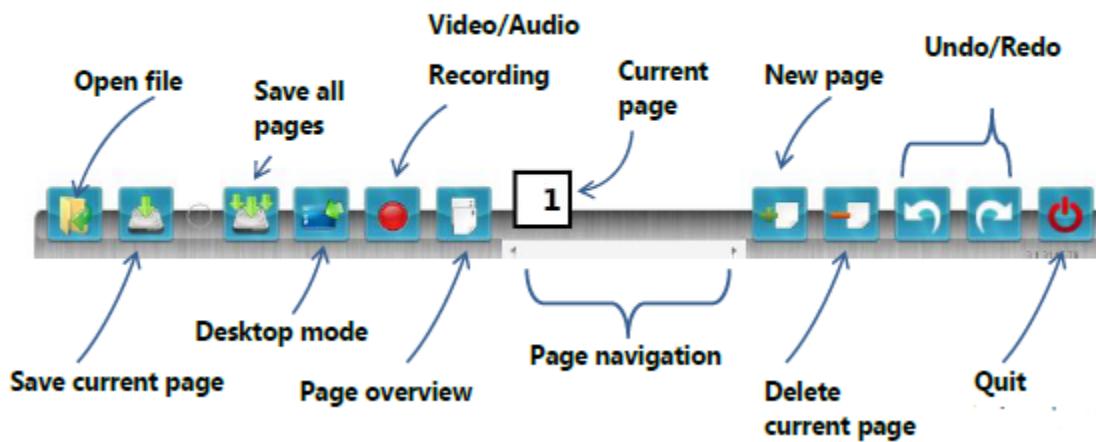 Video/Audio
Recording
Open file
Save all
pages
Current
page
New page
Undo/Redo
1
Desktop mode
Page navigation
Save current page
Page overview
Delete
current page
Quit